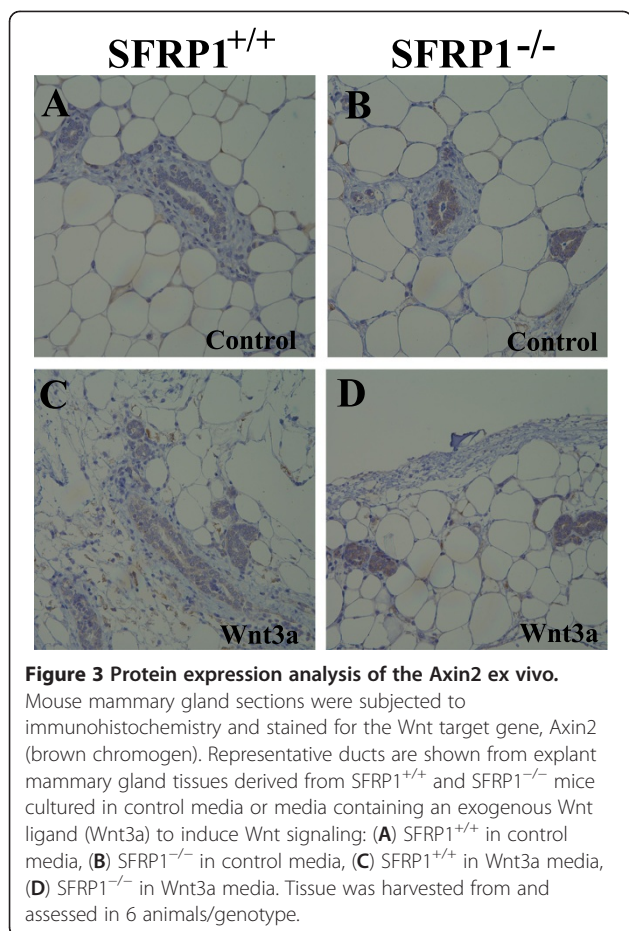 SFRP1+/+ SFRP1-/-
A B
Control Control
C D
Wnt3a Wnt3a
Figure 3 Protein expression analysis of the Axin2 ex vivo.
Mouse mammary gland sections were subjected to
immunohistochemistry and stained for the Wnt target gene, Axin2
(brown chromogen). Representative ducts are shown from explant
mammary gland tissues derived from SFRP1+/+ and SFRP1−/− mice
cultured in control media or media containing an exogenous Wnt
ligand (Wnt3a) to induce Wnt signaling: (A) SFRP1+/+ in control
media, (B) SFRP1−/− in control media, (C) SFRP1+/+ in Wnt3a media,
(D) SFRP1−/− in Wnt3a media. Tissue was harvested from and
assessed in 6 animals/genotype.